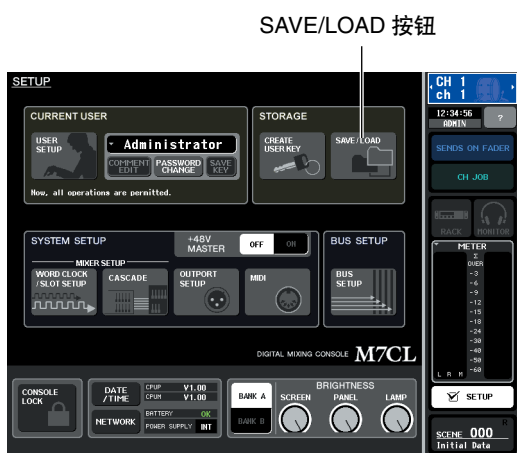 SAVE/LOAD 按钮
SETUP
CH 1
ch 1
12:34:56
ADMIN
?
SENDS ON FADER
CH JOB
RACK
MONITOR
METER
Σ
OVER
-3
-6
-9
-12
-15
-18
-24
-30
-40
-50
-60
L R M
SETUP
SCENE 000
R
Initial Data
CURRENT USER
USER SETUP
Administrator
COMMENT EDIT
PASSWORD CHANGE
SAVE KEY
Now, all operations are permitted.
STORAGE
CREATE USER KEY
SAVE/LOAD
SYSTEM SETUP
+48V MASTER
OFF
ON
MIXER SETUP
WORD CLOCK /SLOT SETUP
CASCADE
OUTPORT SETUP
MIDI
BUS SETUP
BUS SETUP
DIGITAL MIXING CONSOLE M7CL
CONSOLE LOCK
DATE /TIME
CPUP V1.00
CPUM V1.00
NETWORK
BATTERY OK
POWER SUPPLY INT
BANK A
BANK B
BRIGHTNESS
SCREEN
PANEL
LAMP